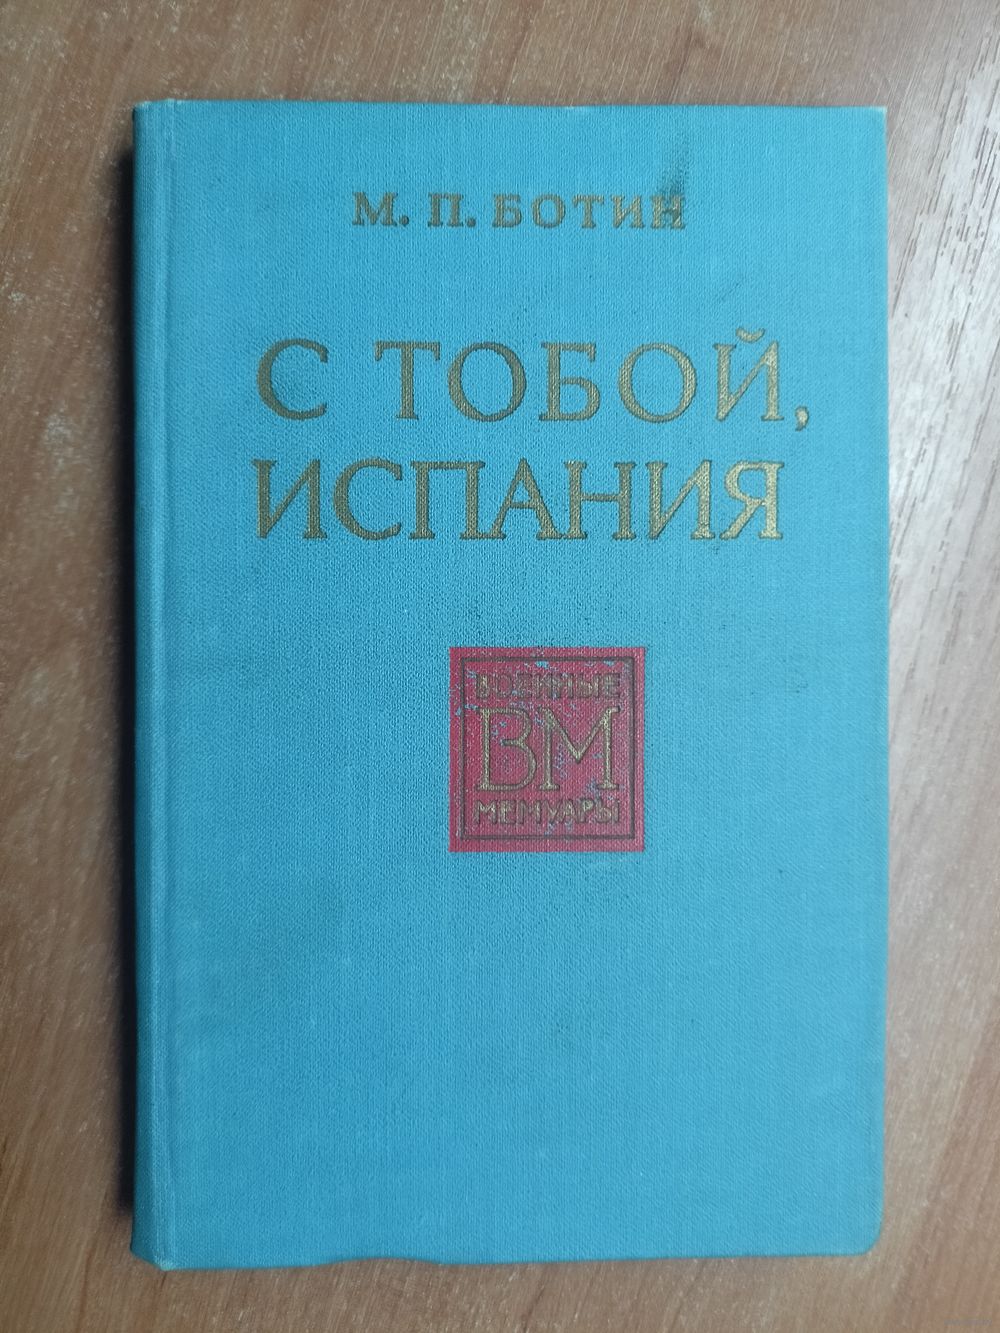 М. П. БОТИН
С ТОБОЙ,
ИСПАНИЯ
ВОЕННЫЕ
ВМ
МЕМУАРЫ